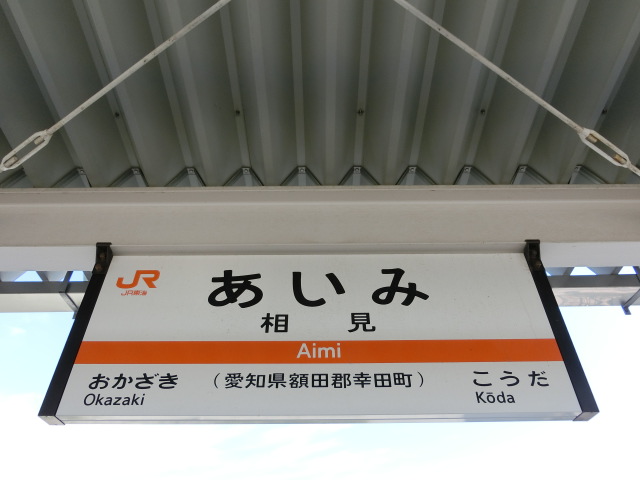 JR
JR東海
あいみ
相見
Aimi
おかざき （愛知県額田郡幸田町） こうだ
Okazaki Kōda